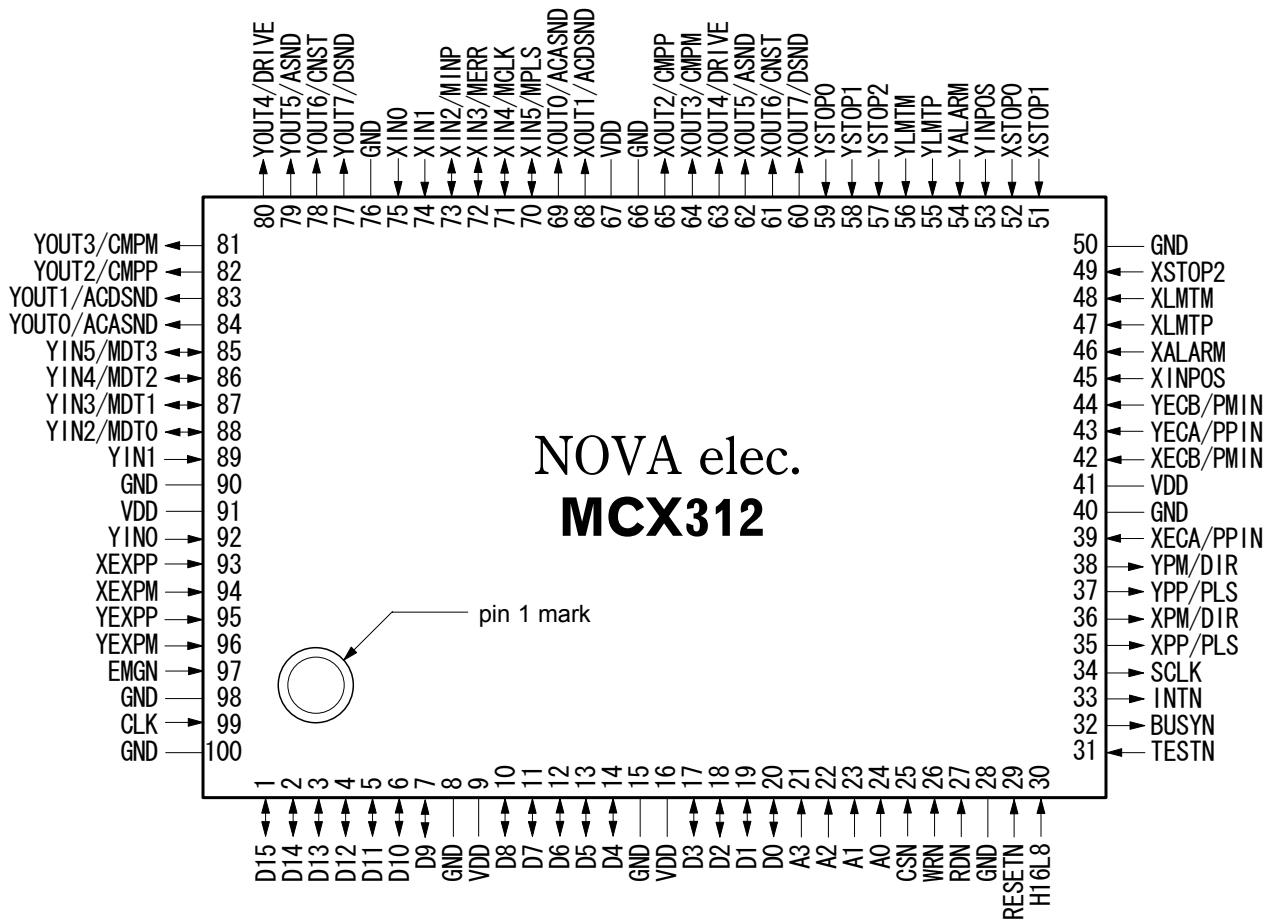 YOUT4/DRIVE
YOUT5/ASND
YOUT6/CNST
YOUT7/DSND
GND
XIN0
XIN1
XIN2/MINP
XIN3/MERR
XIN4/MCLK
XIN5/MPLS
XOUT0/ACASND
XOUT1/ACDSND
VDD
GND
XOUT2/CMPP
XOUT3/CMPM
XOUT4/DRIVE
XOUT5/ASND
XOUT6/CNST
XOUT7/DSND
YSTOP0
YSTOP1
YSTOP2
YLMTM
YLMTP
YALARM
YINPOS
XSTOP0
XSTOP1
80 79 78 77 76 75 74 73 72 71 70 69 68 67 66 65 64 63 62 61 60 59 58 57 56 55 54 53 52 51
YOUT3/CMPM 81
YOUT2/CMPP 82
YOUT1/ACDSND 83
YOUT0/ACASND 84
YIN5/MDT3 85
YIN4/MDT2 86
YIN3/MDT1 87
YIN2/MDT0 88
YIN1 89
GND 90
VDD 91
YIN0 92
XEXPP 93
XEXPM 94
YEXPP 95
YEXPM 96
EMGN 97
GND 98
CLK 99
GND 100
NOVA elec.
MCX312
pin 1 mark
50 GND
49 XSTOP2
48 XLMTM
47 XLMTP
46 XALARM
45 XINPOS
44 YECB/PMIN
43 YECA/PPIN
42 XECB/PMIN
41 VDD
40 GND
39 XECA/PPIN
38 YPM/DIR
37 YPP/PLS
36 XPM/DIR
35 XPP/PLS
34 SCLK
33 INTN
32 BUSYN
31 TESTN
1 2 3 4 5 6 7 8 9 10 11 12 13 14 15 16 17 18 19 20 21 22 23 24 25 26 27 28 29 30
D15
D14
D13
D12
D11
D10
D9
GND
VDD
D8
D7
D6
D5
D4
GND
VDD
D3
D2
D1
D0
A3
A2
A1
A0
CSN
WRN
RDN
GND
RESETN
H16L8